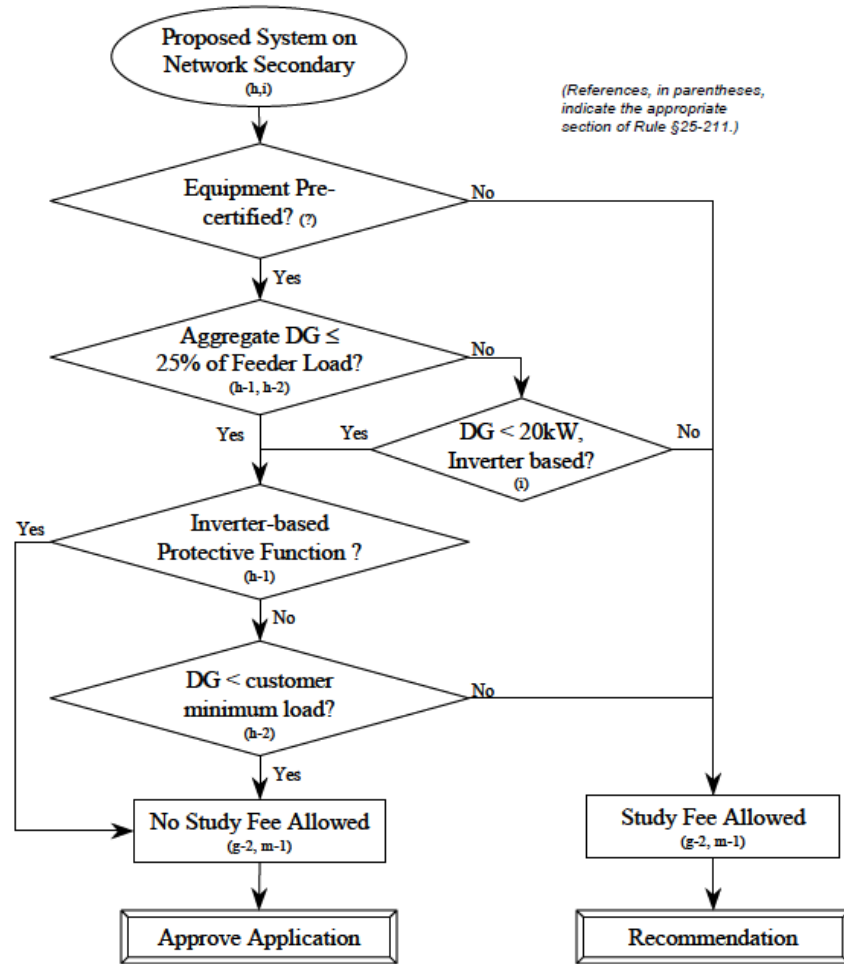 Proposed System on
Network Secondary
(h,i)
(References, in parentheses,
indicate the appropriate
section of Rule §25-211.)
Equipment Pre-
certified? (?)
No
Yes
Aggregate DG ≤
25% of Feeder Load?
(h-1, h-2)
No
Yes
Yes
DG < 20kW,
Inverter based?
(i)
No
Yes
Inverter-based
Protective Function ?
(h-1)
No
DG < customer
minimum load?
(h-2)
No
Yes
No Study Fee Allowed
(g-2, m-1)
Study Fee Allowed
(g-2, m-1)
Approve Application
Recommendation